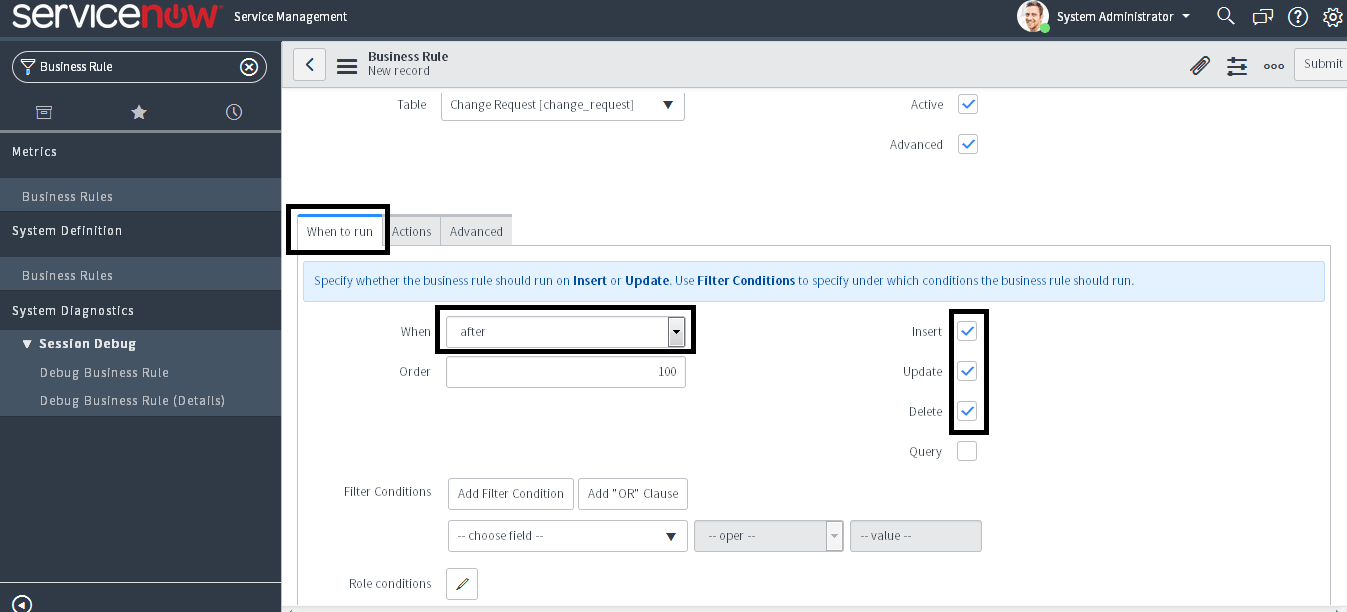 servicenow Service Management System Administrator
Business Rule
Business Rule
New record
Submit
Table Change Request [change_request] Active
Advanced
Metrics
Business Rules
System Definition
Business Rules
System Diagnostics
Session Debug
Debug Business Rule
Debug Business Rule (Details)
When to run Actions Advanced
Specify whether the business rule should run on Insert or Update. Use Filter Conditions to specify under which conditions the business rule should run.
When after Insert
Order 100 Update
Delete
Query
Filter Conditions Add Filter Condition Add "OR" Clause
-- choose field -- -- oper -- -- value --
Role conditions